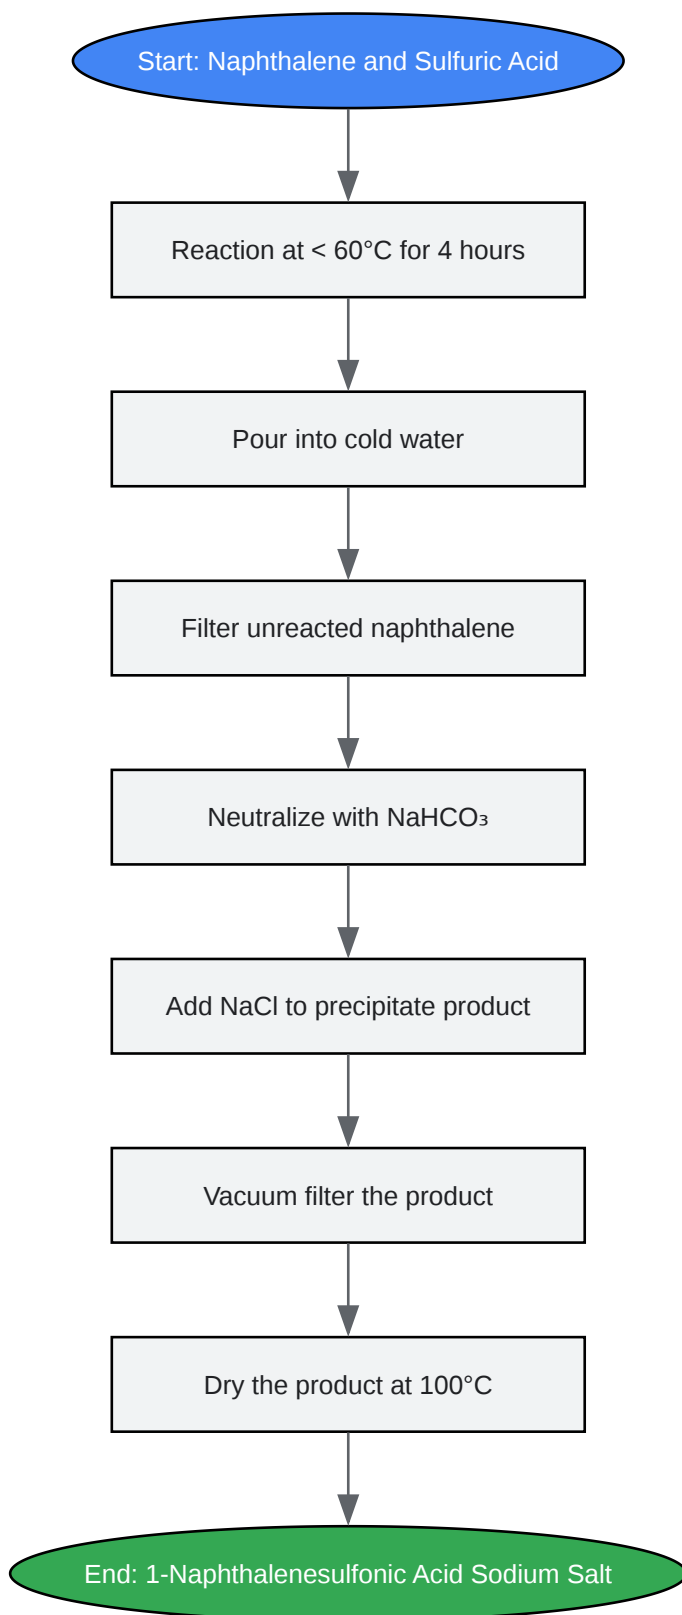 Start: Naphthalene and Sulfuric Acid
Reaction at < 60°C for 4 hours
Pour into cold water
Filter unreacted naphthalene
Neutralize with NaHCO₃
Add NaCl to precipitate product
Vacuum filter the product
Dry the product at 100°C
End: 1-Naphthalenesulfonic Acid Sodium Salt